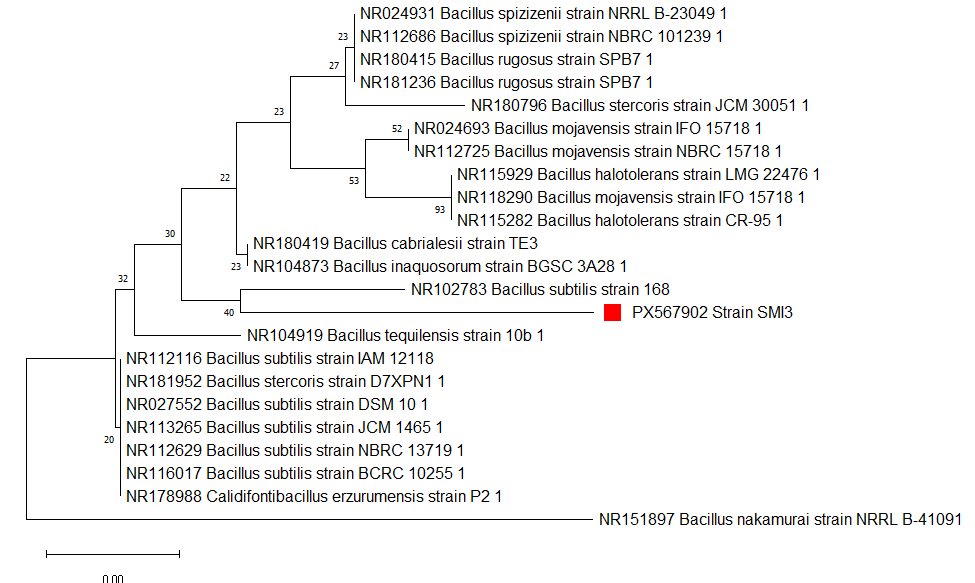 NR024931 Bacillus spizizenii strain NRRL B-23049 1
23
NR112686 Bacillus spizizenii strain NBRC 101239 1
NR180415 Bacillus rugosus strain SPB7 1
27
NR181236 Bacillus rugosus strain SPB7 1
NR180796 Bacillus stercoris strain JCM 30051 1
23
NR024693 Bacillus mojavensis strain IFO 15718 1
52
NR112725 Bacillus mojavensis strain NBRC 15718 1
NR115929 Bacillus halotolerans strain LMG 22476 1
53
22
NR118290 Bacillus mojavensis strain IFO 15718 1
93
NR115282 Bacillus halotolerans strain CR-95 1
30
NR180419 Bacillus cabrialesii strain TE3
23
NR104873 Bacillus inaquosorum strain BGSC 3A28 1
32
NR102783 Bacillus subtilis strain 168
40
PX567902 Strain SMI3
NR104919 Bacillus tequilensis strain 10b 1
NR112116 Bacillus subtilis strain IAM 12118
NR181952 Bacillus stercoris strain D7XPN1 1
NR027552 Bacillus subtilis strain DSM 10 1
NR113265 Bacillus subtilis strain JCM 1465 1
20
NR112629 Bacillus subtilis strain NBRC 13719 1
NR116017 Bacillus subtilis strain BCRC 10255 1
NR178988 Calidifontibacillus erzurumensis strain P2 1
NR151897 Bacillus nakamurai strain NRRL B-41091
0.00